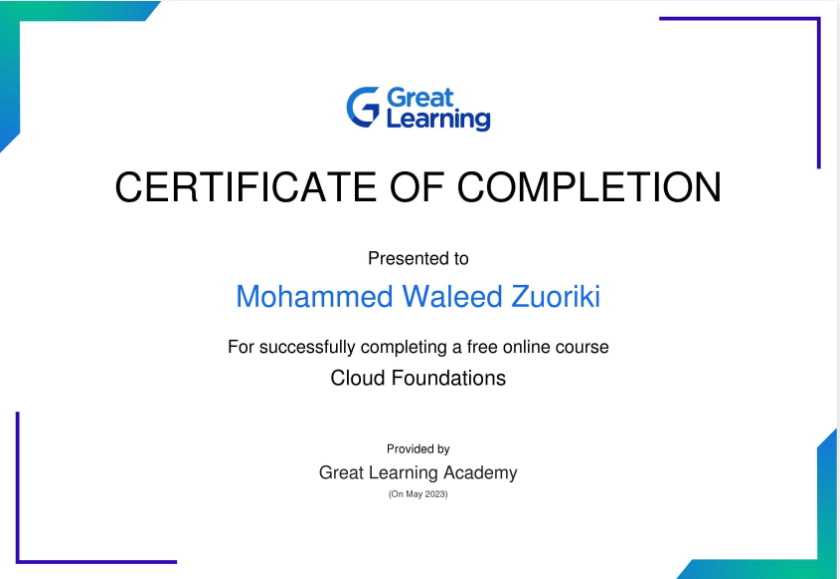 Great
Learning
CERTIFICATE OF COMPLETION
Presented to
Mohammed Waleed Zuoriki
For successfully completing a free online course
Cloud Foundations
Provided by
Great Learning Academy
(On May 2023)